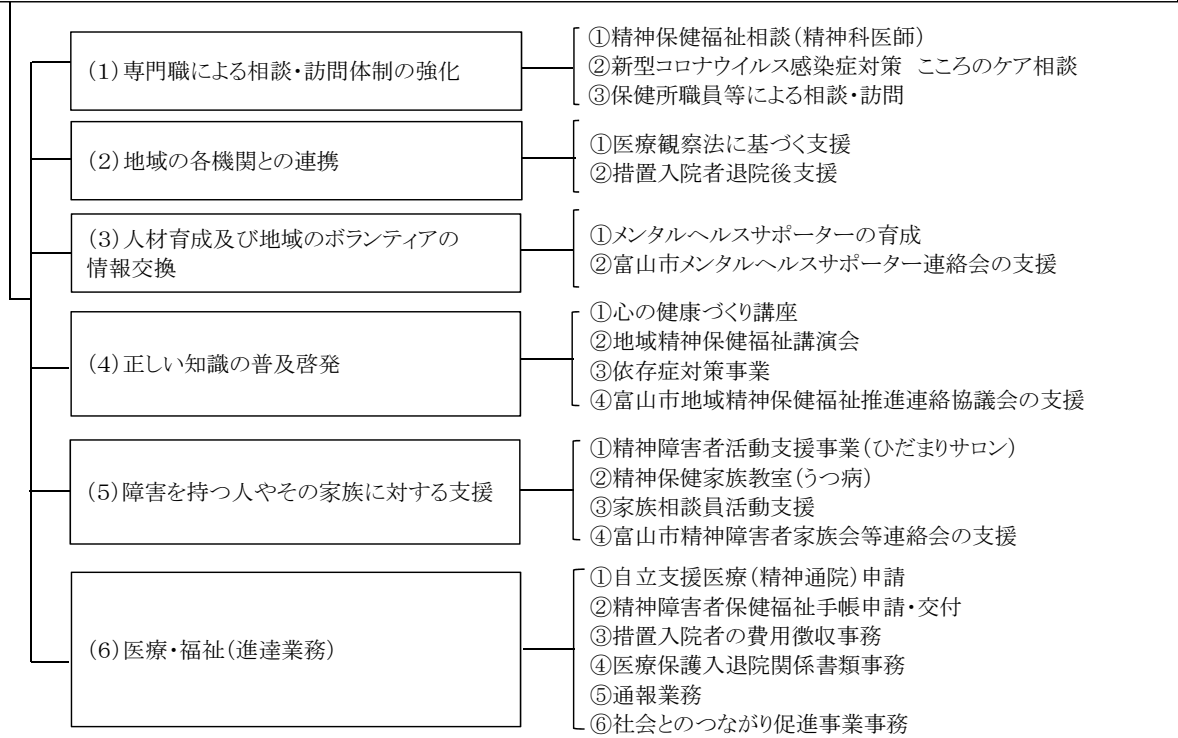 (1)専門職による相談・訪問体制の強化
①精神保健福祉相談(精神科医師)
②新型コロナウイルス感染症対策 こころのケア相談
③保健所職員等による相談・訪問
(2)地域の各機関との連携
①医療観察法に基づく支援
②措置入院者退院後支援
(3)人材育成及び地域のボランティアの
情報交換
①メンタルヘルスサポーターの育成
②富山市メンタルヘルスサポーター連絡会の支援
(4)正しい知識の普及啓発
①心の健康づくり講座
②地域精神保健福祉講演会
③依存症対策事業
④富山市地域精神保健福祉推進連絡協議会の支援
(5)障害を持つ人やその家族に対する支援
①精神障害者活動支援事業(ひだまりサロン)
②精神保健家族教室(うつ病)
③家族相談員活動支援
④富山市精神障害者家族会等連絡会の支援
(6)医療・福祉(進達業務)
①自立支援医療(精神通院)申請
②精神障害者保健福祉手帳申請・交付
③措置入院者の費用徴収事務
④医療保護入退院関係書類事務
⑤通報業務
⑥社会とのつながり促進事業事務